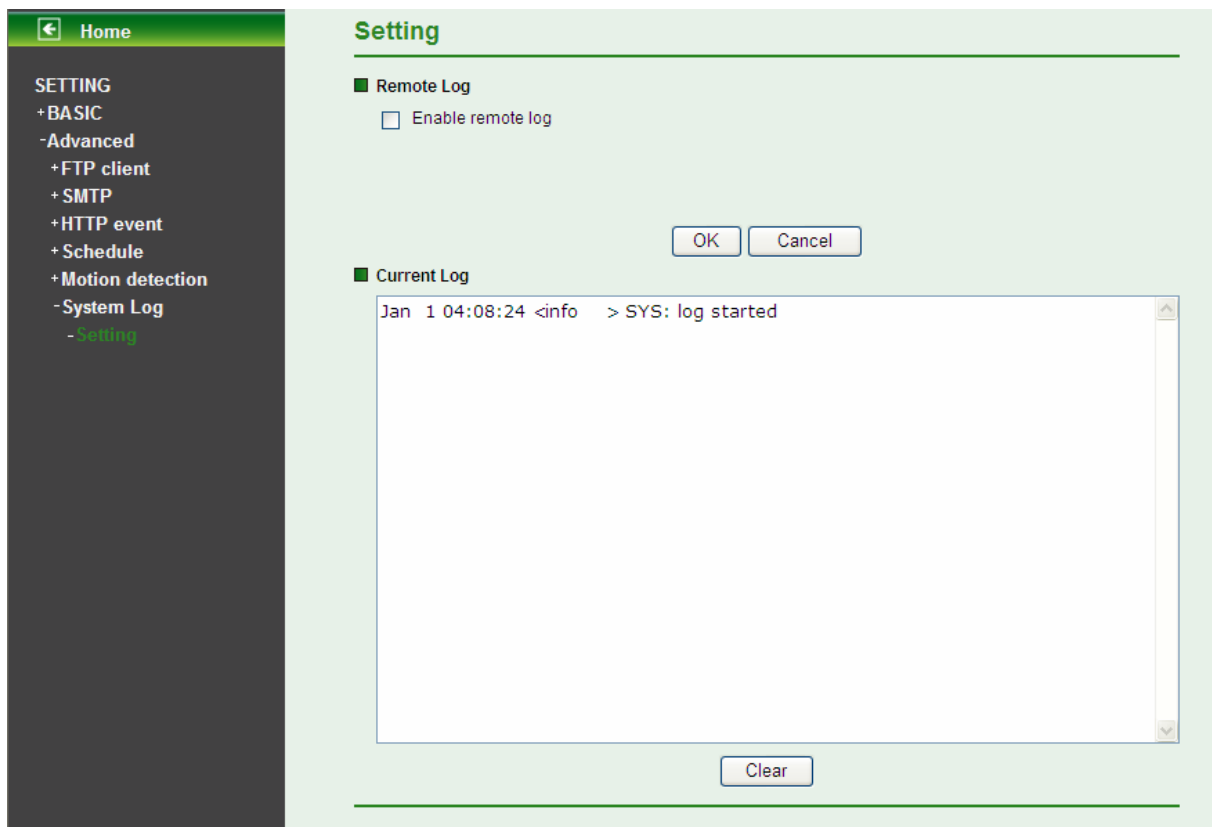 Home
SETTING
+BASIC
-Advanced
+FTP client
+SMTP
+HTTP event
+Schedule
+Motion detection
-System Log
-Setting
Setting
Remote Log
Enable remote log
OK Cancel
Current Log
Jan  1 04:08:24 <info    > SYS: log started
Clear